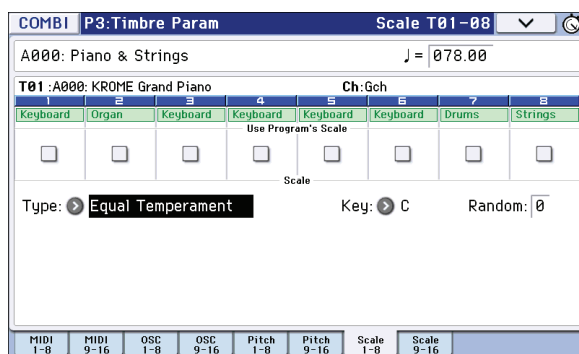 COMBI P3:Timbre Param Scale T01-08
A000: Piano & Strings ♩= 078.00
T01 :A000: KROME Grand Piano Ch:Gch
1 2 3 4 5 6 7 8
Keyboard Organ Keyboard Keyboard Keyboard Keyboard Drums Strings
Use Program's Scale
Scale
Type: Equal Temperament Key: C Random: 0
MIDI 1-8 MIDI 9-16 OSC 1-8 OSC 9-16 Pitch 1-8 Pitch 9-16 Scale 1-8 Scale 9-16